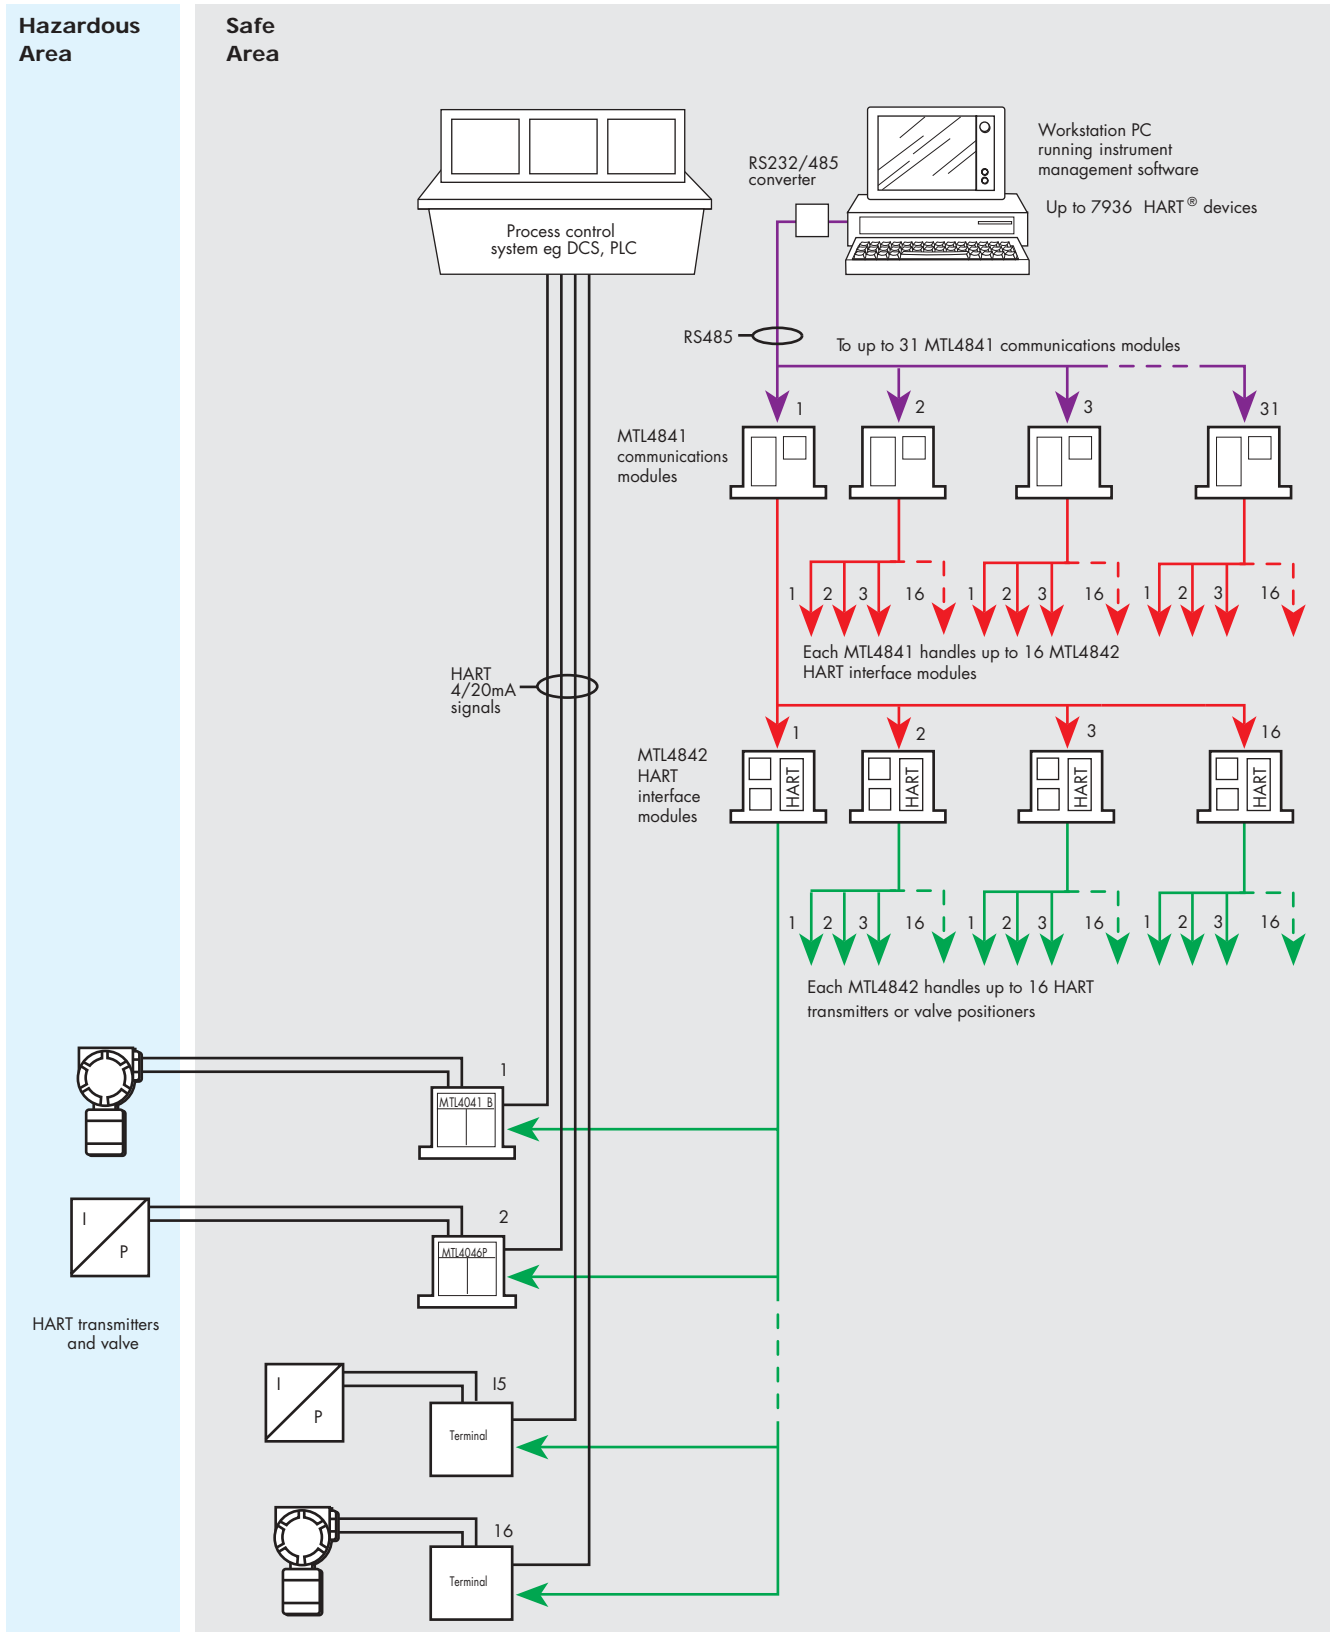 Hazardous
Area
Safe
Area
Process control
system eg DCS, PLC
RS232/485
converter
Workstation PC
running instrument
management software
Up to 7936 HART® devices
RS485
To up to 31 MTL4841 communications modules
1
2
3
31
MTL4841
communications
modules
1
2
3
16
1
2
3
16
1
2
3
16
Each MTL4841 handles up to 16 MTL4842
HART interface modules
HART
4/20mA
signals
1
2
3
16
MTL4842
HART
interface
modules
HART
HART
HART
HART
1
2
3
16
1
2
3
16
1
2
3
16
Each MTL4842 handles up to 16 HART
transmitters or valve positioners
1
MTL4041 B
2
I
P
MTL4046P
HART transmitters
and valve
I5
I
P
Terminal
16
Terminal